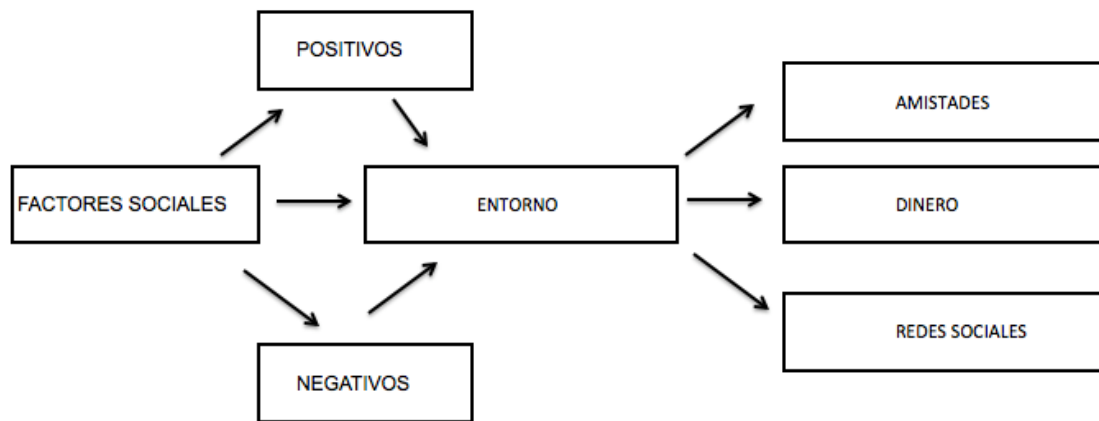 POSITIVOS
AMISTADES
FACTORES SOCIALES
ENTORNO
DINERO
REDES SOCIALES
NEGATIVOS